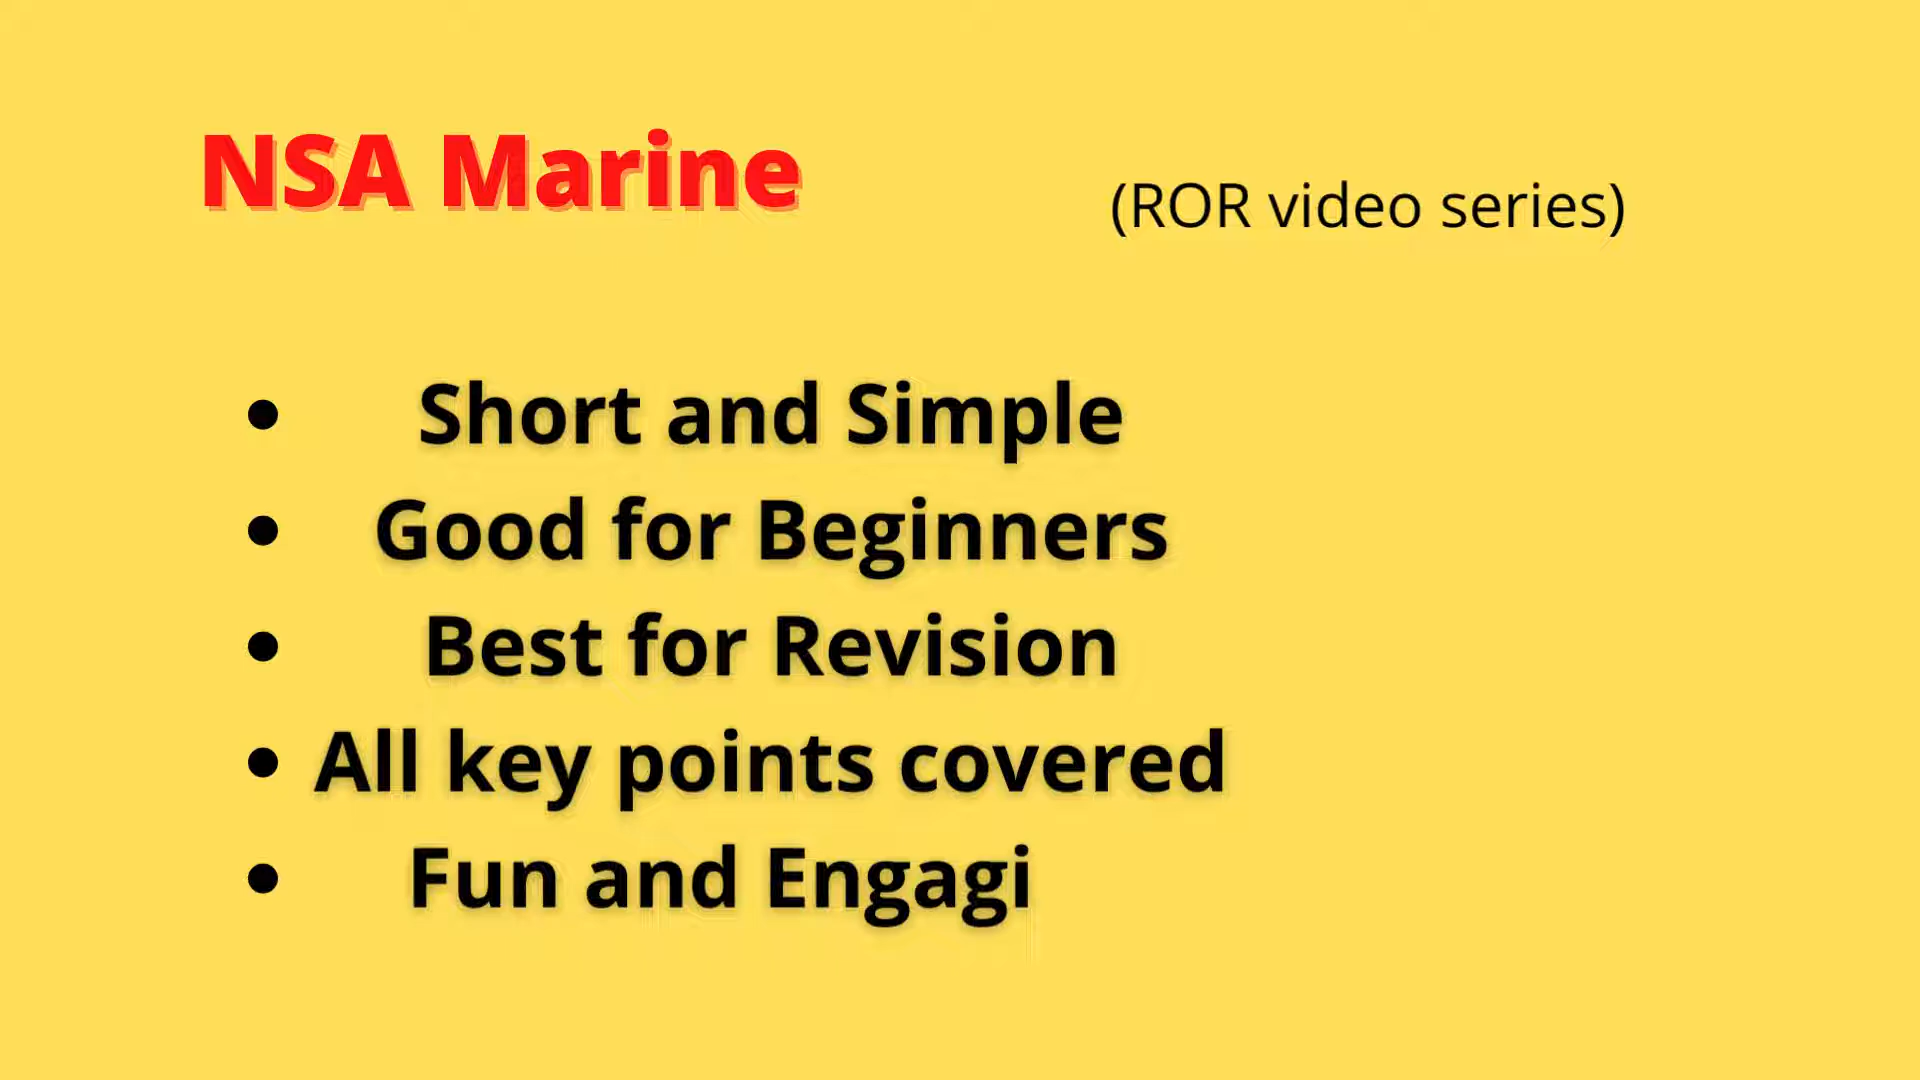 NSA Marine
(ROR video series)
• Short and Simple
• Good for Beginners
• Best for Revision
• All key points covered
• Fun and Engagi